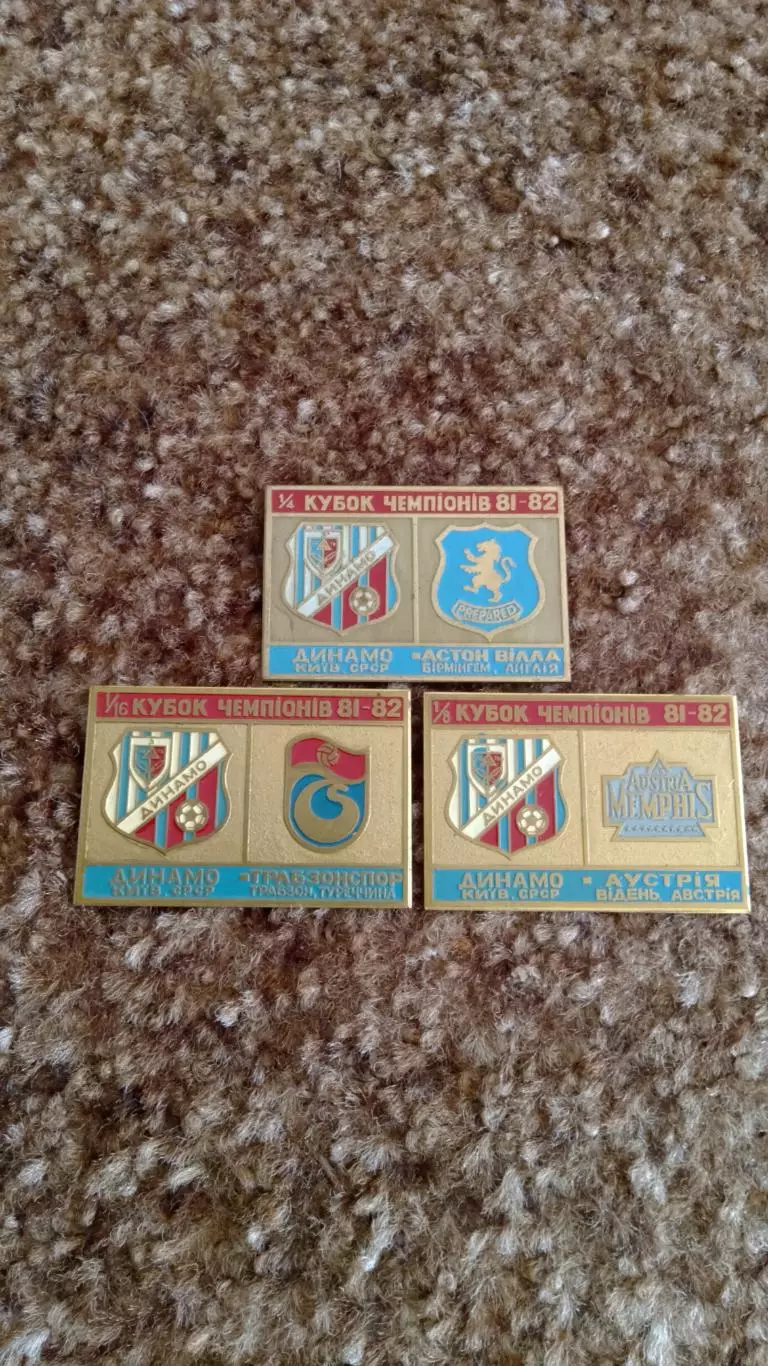 1/4 КУБОК ЧЕМПІОНІВ 81-82
ДИНАМО
PREPARED
ДИНАМО - АСТОН ВІЛЛА
КИЇВ, СРСР БІРМІНГЕМ, АНГЛІЯ
1/16 КУБОК ЧЕМПІОНІВ 81-82
ДИНАМО
ДИНАМО - ТРАБЗОНСПОР
КИЇВ, СРСР ТРАБЗОН, ТУРЕЧЧИНА
1/8 КУБОК ЧЕМПІОНІВ 81-82
ДИНАМО
AUSTRIA
MEMPHIS
ДИНАМО - АУСТРІЯ
КИЇВ, СРСР ВІДЕНЬ, АВСТРІЯ